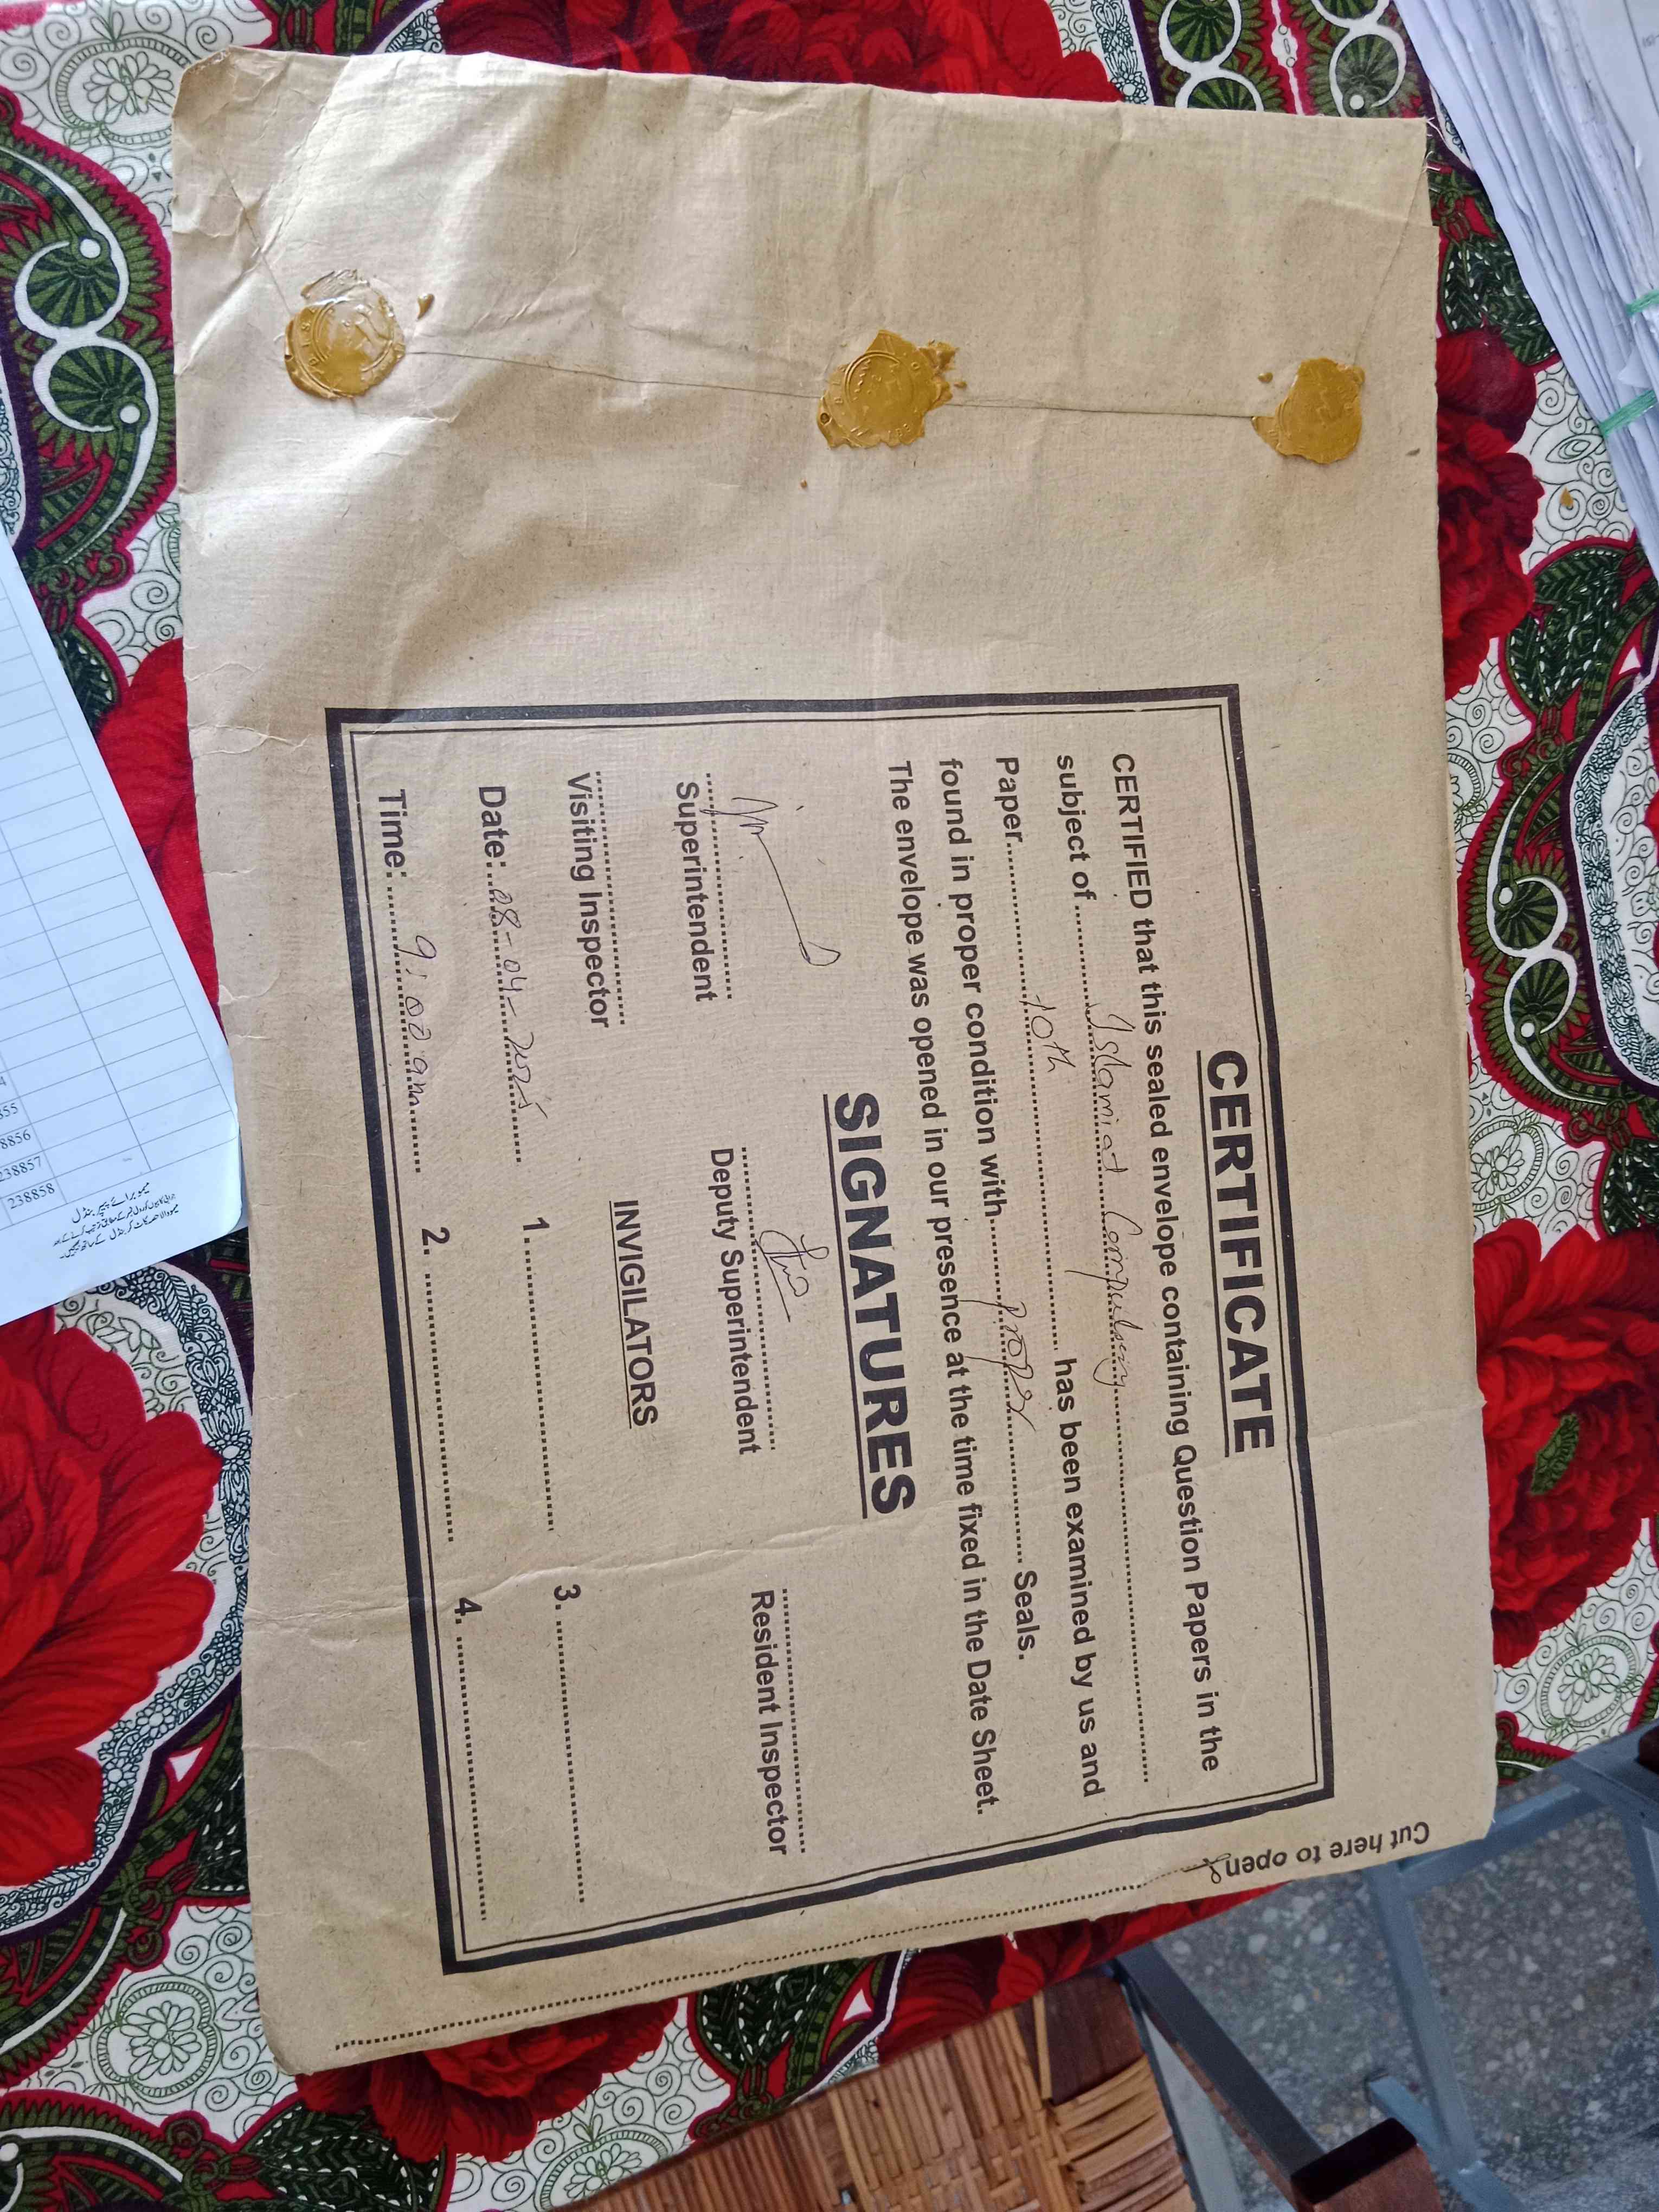 CERTIFICATE
CERTIFIED that this sealed envelope containing Question Papers in the
subject of ........ Islamiat Compulsory ........
Paper ........ 10th ........ has been examined by us and
found in proper condition with ........ Proper ........ Seals.
The envelope was opened in our presence at the time fixed in the Date Sheet.
SIGNATURES
Superintendent
Deputy Superintendent
Resident Inspector
Visiting Inspector
INVIGILATORS
Date: 08-04-2025
1. ........
3. ........
Time: 9:00 am
2. ........
4. ........
Cut here to open
55
8856
238857
238858